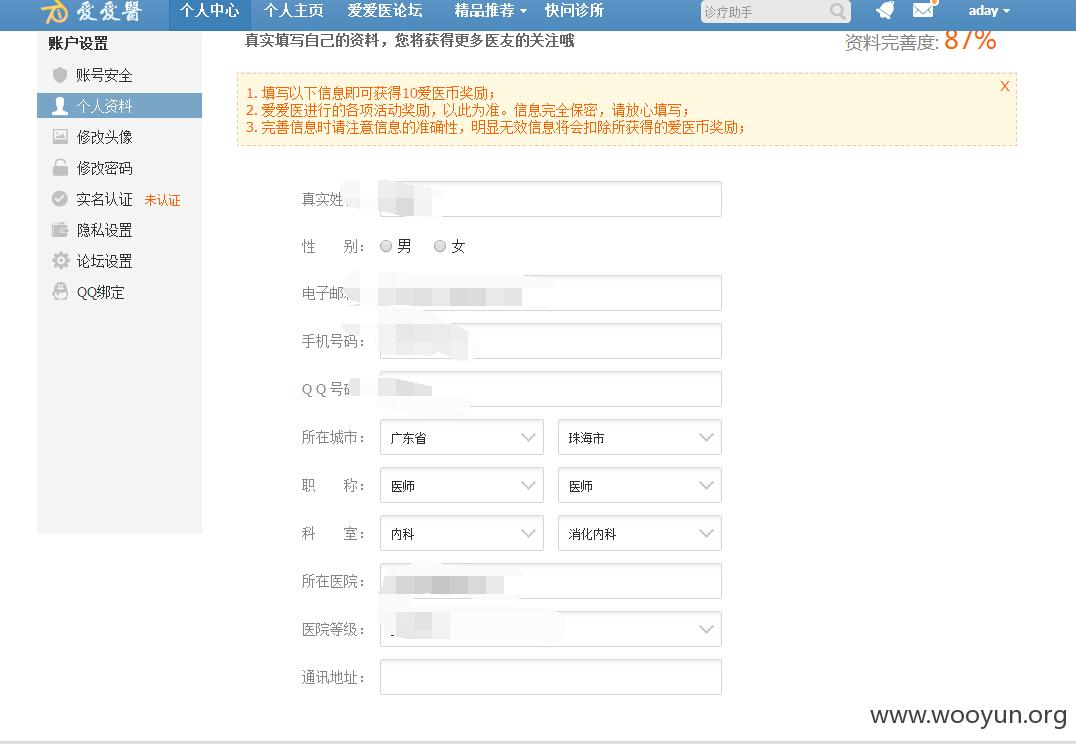 爱爱醫 个人中心 个人主页 爱爱医论坛 精品推荐 快问诊所 诊疗助手 aday
账户设置
账号安全
个人资料
修改头像
修改密码
实名认证 未认证
隐私设置
论坛设置
QQ绑定
真实填写自己的资料，您将获得更多医友的关注哦
资料完善度: 87%
X
1. 填写以下信息即可获得10爱医币奖励；
2. 爱爱医进行的各项活动奖励，以此为准。信息完全保密，请放心填写；
3. 完善信息时请注意信息的准确性，明显无效信息将会扣除所获得的爱医币奖励；
真实姓
性 别： 男 女
电子邮
手机号码：
Q Q 号码
所在城市： 广东省 珠海市
职 称： 医师 医师
科 室： 内科 消化内科
所在医院：
医院等级：
通讯地址：
www.wooyun.org